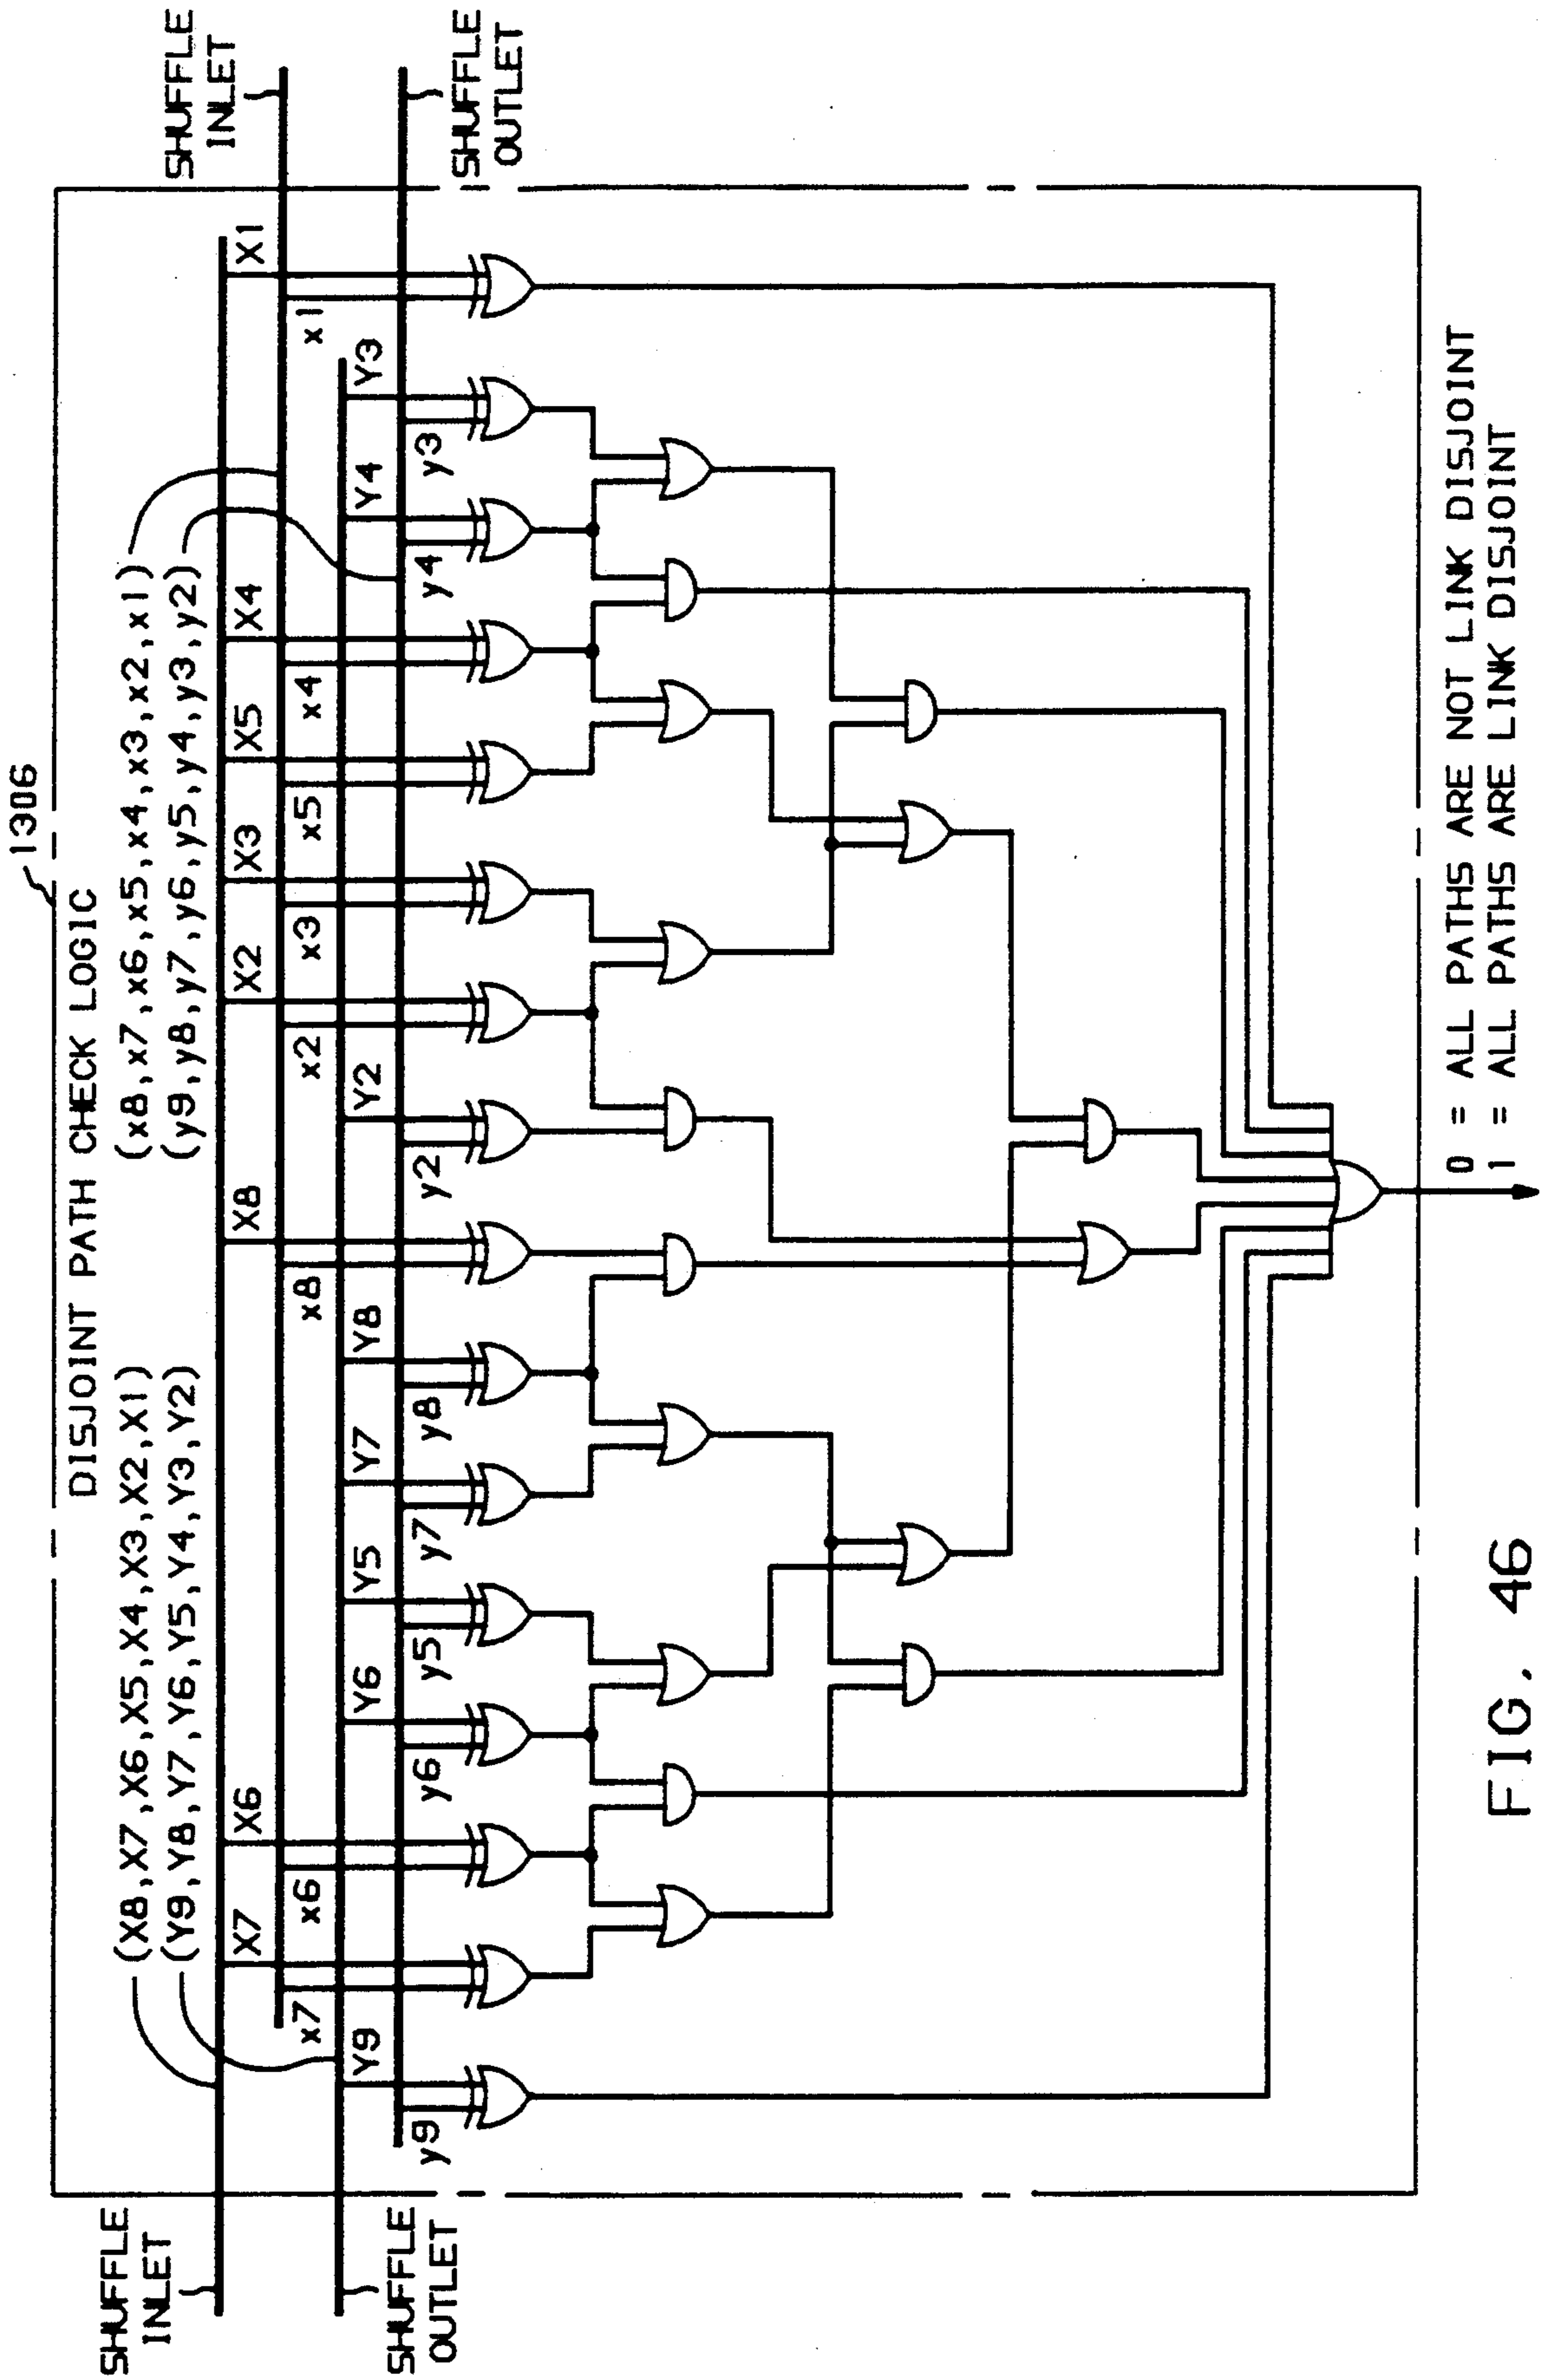 1306
DISJOINT PATH CHECK LOGIC
SHUFFLE
INLET
(X8,X7,X6,X5,X4,X3,X2,X1)
(Y9,Y8,Y7,Y6,Y5,Y4,Y3,Y2)
(x8,x7,x6,x5,x4,x3,x2,x1)
(y9,y8,y7,y6,y5,y4,y3,y2)
SHUFFLE
INLET
X7 X6 X8 X2 X3 X5 X4 X1
x7 x6 x8 x2 x3 x5 x4 x1
Y9 Y6 Y5 Y7 Y8 Y2 Y4 Y3
y9 y6 y5 y7 y8 y2 y4 y3
SHUFFLE
OUTLET
SHUFFLE
OUTLET
0 = ALL PATHS ARE NOT LINK DISJOINT
1 = ALL PATHS ARE LINK DISJOINT
FIG. 46